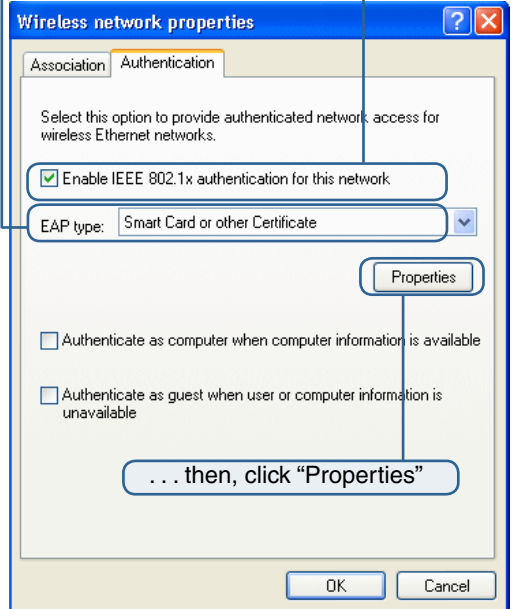 Wireless network properties
Association Authentication
Select this option to provide authenticated network access for
wireless Ethernet networks.
Enable IEEE 802.1x authentication for this network
EAP type: Smart Card or other Certificate
Properties
Authenticate as computer when computer information is available
Authenticate as guest when user or computer information is
unavailable
. . . then, click “Properties”
OK Cancel